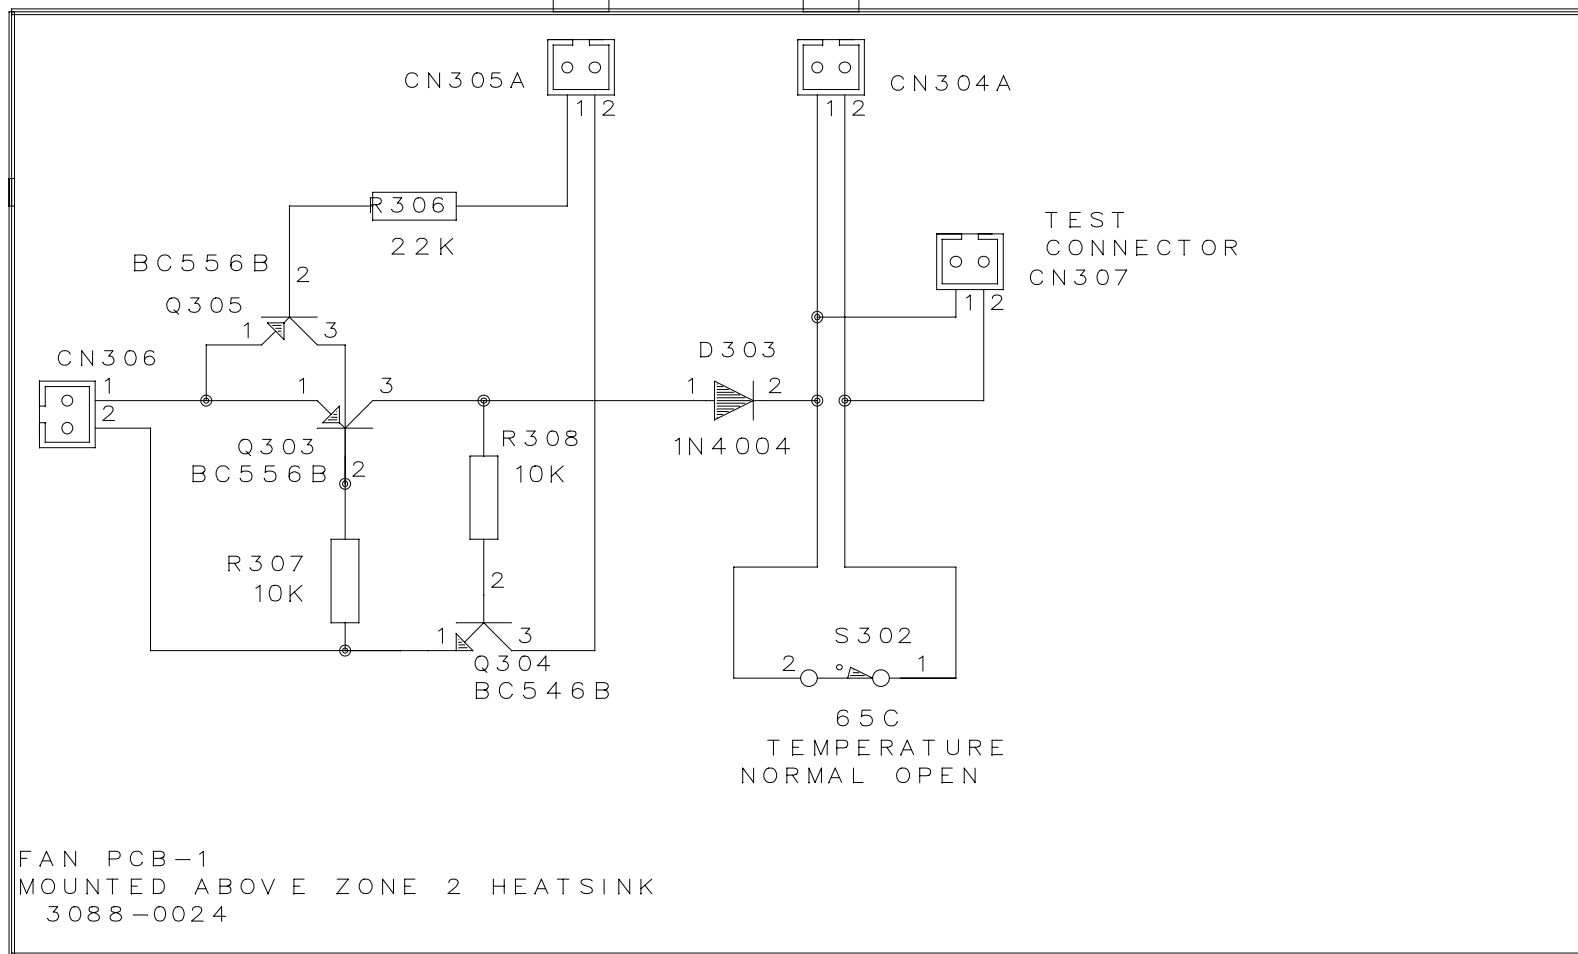 CN305A
1 2
CN304A
1 2
R306
22K
TEST
CONNECTOR
CN307
1 2
BC556B
2
Q305
1
3
CN306
1
2
1
3
D303
1
2
1N4004
Q303
BC556B
2
R308
10K
R307
10K
2
1
3
Q304
BC546B
S302
2
1
65C
TEMPERATURE
NORMAL OPEN
FAN PCB-1
MOUNTED ABOVE ZONE 2 HEATSINK
3088-0024